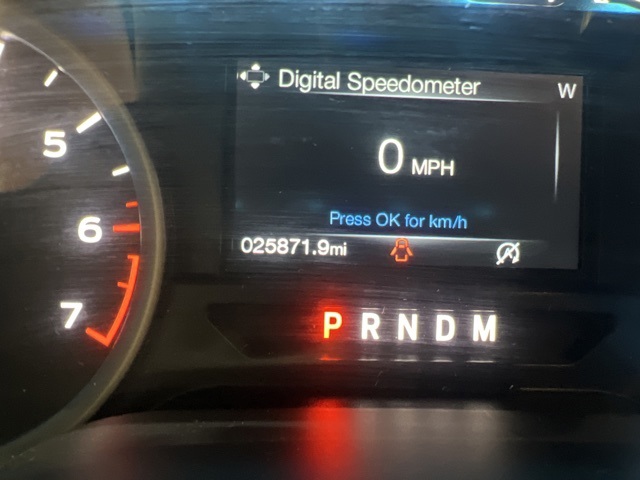 Digital Speedometer
W
5
0 MPH
6
Press OK for km/h
025871.9mi
7
P R N D M